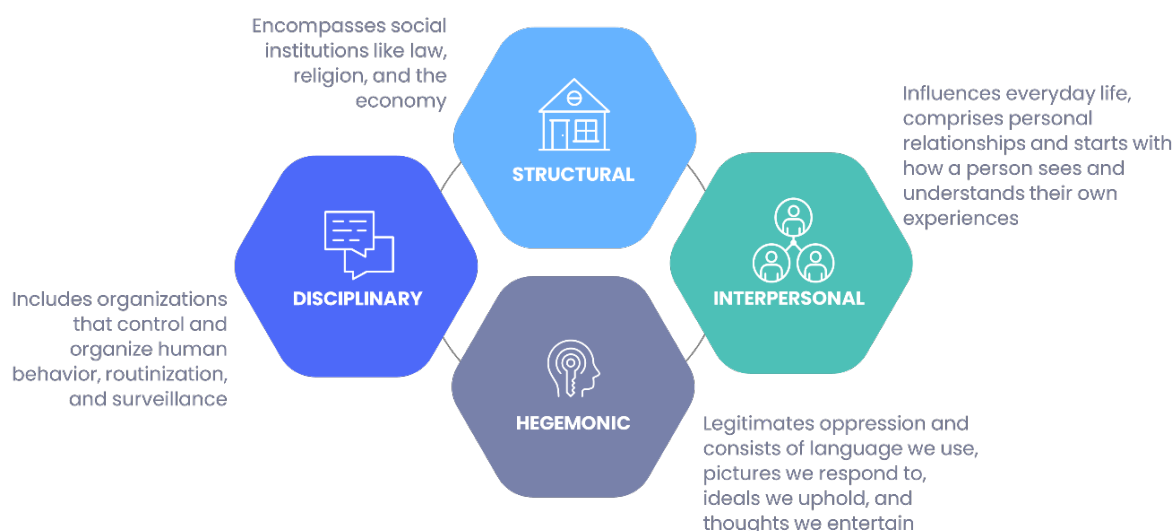 Encompasses social
institutions like law,
religion, and the
economy
STRUCTURAL
Influences everyday life,
comprises personal
relationships and starts with
how a person sees and
understands their own
experiences
INTERPERSONAL
DISCIPLINARY
Includes organizations
that control and
organize human
behavior, routinization,
and surveillance
HEGEMONIC
Legitimates oppression and
consists of language we use,
pictures we respond to,
ideals we uphold, and
thoughts we entertain